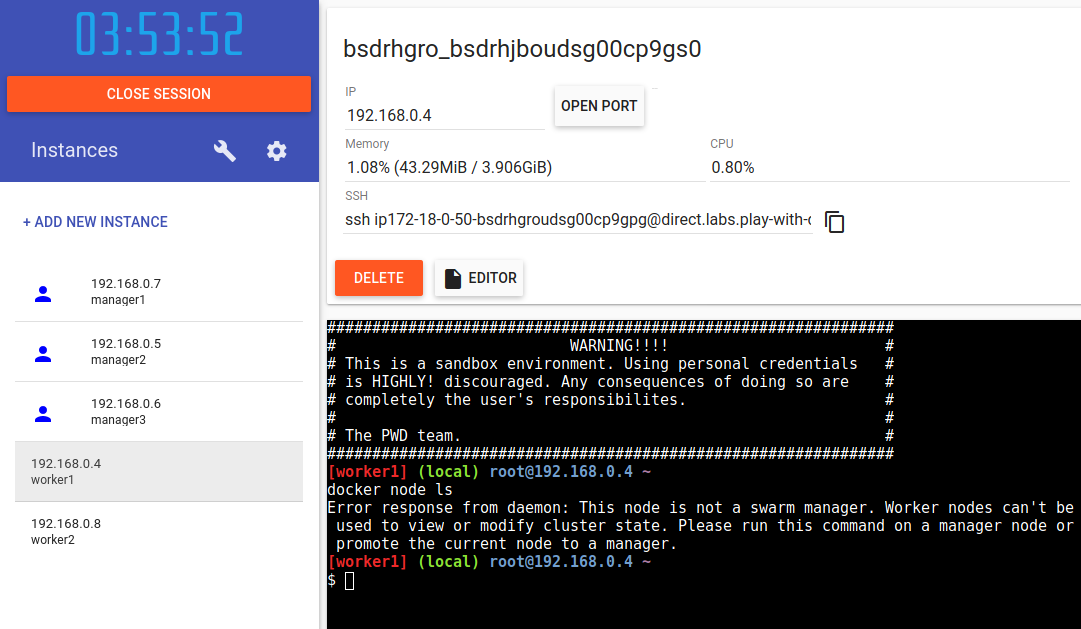 03:53:52
CLOSE SESSION
Instances
+ ADD NEW INSTANCE
192.168.0.7
manager1
192.168.0.5
manager2
192.168.0.6
manager3
192.168.0.4
worker1
192.168.0.8
worker2
bsdrhgro_bsdrhjboudsg00cp9gs0
IP
192.168.0.4
OPEN PORT
Memory
1.08% (43.29MiB / 3.906GiB)
CPU
0.80%
SSH
ssh ip172-18-0-50-bsdrhgroudsg00cp9gpg@direct.labs.play-with-
DELETE
EDITOR
###############################################################
# WARNING!!!! #
# This is a sandbox environment. Using personal credentials #
# is HIGHLY! discouraged. Any consequences of doing so are #
# completely the user's responsibilites. #
# #
# The PWD team. #
###############################################################
[worker1] (local) root@192.168.0.4 ~
docker node ls
Error response from daemon: This node is not a swarm manager. Worker nodes can't be
used to view or modify cluster state. Please run this command on a manager node or
promote the current node to a manager.
[worker1] (local) root@192.168.0.4 ~
$